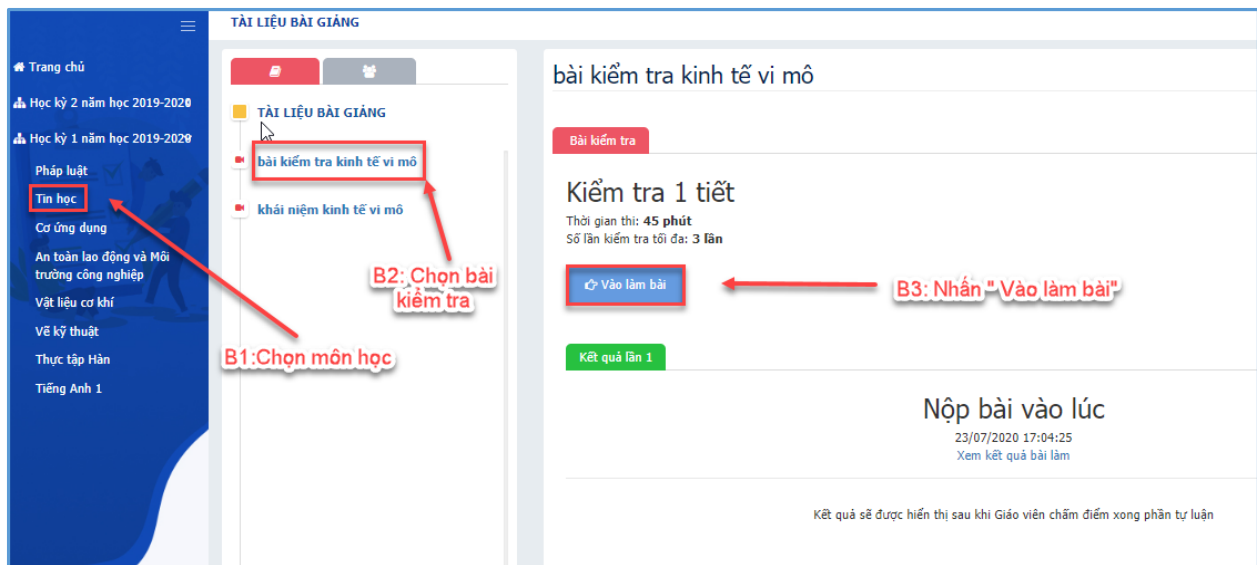 TÀI LIỆU BÀI GIẢNG
Trang chủ
Học kỳ 2 năm học 2019-2020
Học kỳ 1 năm học 2019-2020
Pháp luật
Tin học
Cơ ứng dụng
An toàn lao động và Môi
trường công nghiệp
Vật liệu cơ khí
Vẽ kỹ thuật
Thực tập Hàn
Tiếng Anh 1
B1:Chọn môn học
TÀI LIỆU BÀI GIẢNG
bài kiểm tra kinh tế vi mô
khái niệm kinh tế vi mô
B2: Chọn bài
kiểm tra
bài kiểm tra kinh tế vi mô
Bài kiểm tra
Kiểm tra 1 tiết
Thời gian thi: 45 phút
Số lần kiểm tra tối đa: 3 lần
Vào làm bài
B3: Nhấn " Vào làm bài"
Kết quả lần 1
Nộp bài vào lúc
23/07/2020 17:04:25
Xem kết quả bài làm
Kết quả sẽ được hiển thị sau khi Giáo viên chấm điểm xong phần tự luận